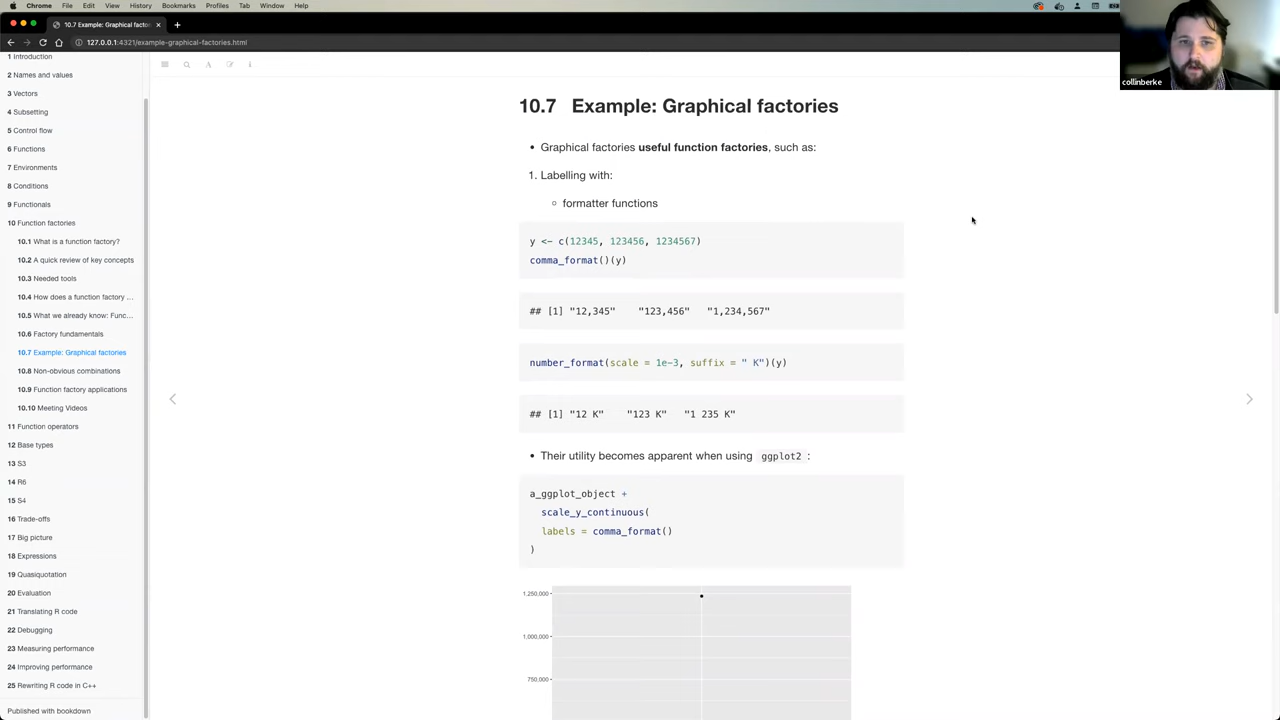 Chrome File Edit View History Bookmarks Profiles Tab Window Help
10.7 Example: Graphical factor
127.0.0.1:4321/example-graphical-factories.html
collinberke
1 Introduction
2 Names and values
3 Vectors
4 Subsetting
5 Control flow
6 Functions
7 Environments
8 Conditions
9 Functionals
10 Function factories
10.1 What is a function factory?
10.2 A quick review of key concepts
10.3 Needed tools
10.4 How does a function factory ...
10.5 What we already know: Func...
10.6 Factory fundamentals
10.7 Example: Graphical factories
10.8 Non-obvious combinations
10.9 Function factory applications
10.10 Meeting Videos
11 Function operators
12 Base types
13 S3
14 R6
15 S4
16 Trade-offs
17 Big picture
18 Expressions
19 Quasiquotation
20 Evaluation
21 Translating R code
22 Debugging
23 Measuring performance
24 Improving performance
25 Rewriting R code in C++
Published with bookdown
10.7 Example: Graphical factories
• Graphical factories useful function factories, such as:
1. Labelling with:
◦ formatter functions
y <- c(12345, 123456, 1234567)
comma_format()(y)
## [1] "12,345" "123,456" "1,234,567"
number_format(scale = 1e-3, suffix = " K")(y)
## [1] "12 K" "123 K" "1 235 K"
• Their utility becomes apparent when using ggplot2 :
a_ggplot_object +
scale_y_continuous(
labels = comma_format()
)
1,250,000
1,000,000
750,000